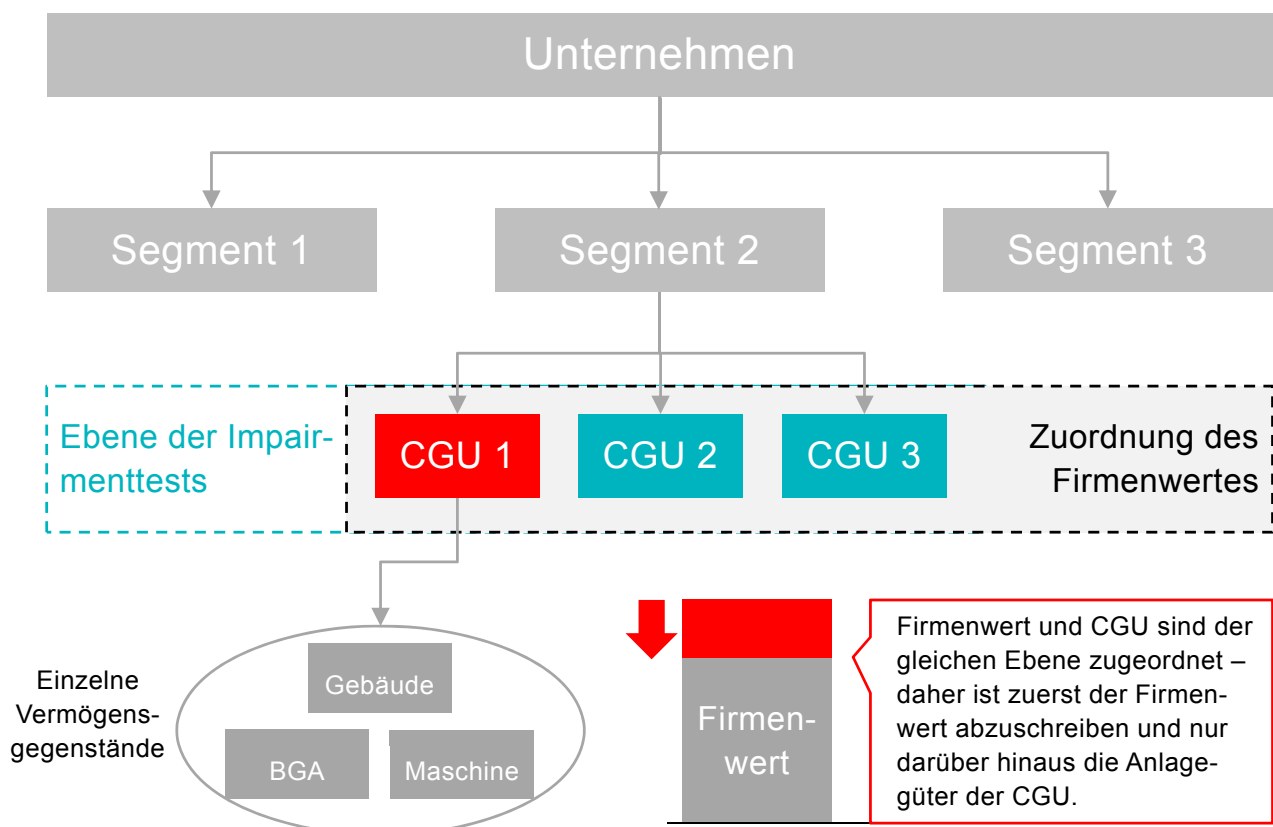 Unternehmen
Segment 1
Segment 2
Segment 3
Ebene der Impair-
menttests
CGU 1
CGU 2
CGU 3
Zuordnung des
Firmenwertes
Einzelne
Vermögens-
gegenstände
Gebäude
BGA
Maschine
Firmen-
wert
Firmenwert und CGU sind der
gleichen Ebene zugeordnet –
daher ist zuerst der Firmen-
wert abzuschreiben und nur
darüber hinaus die Anlage-
güter der CGU.